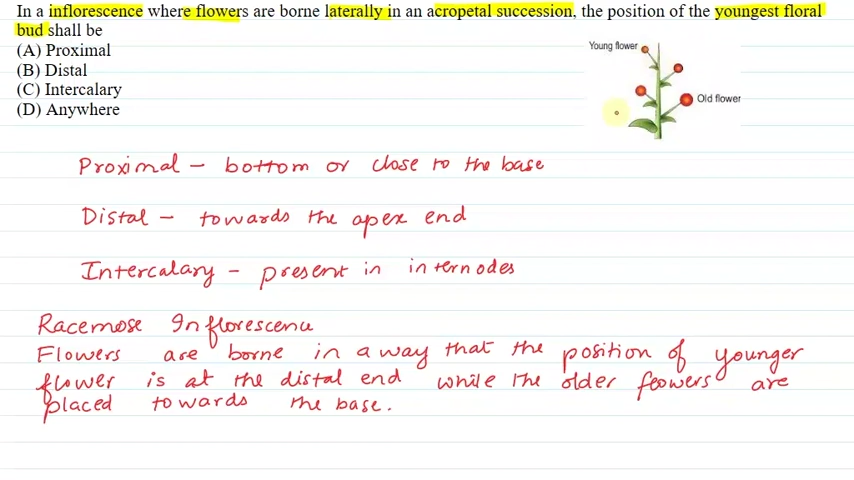 In a inflorescence where flowers are borne laterally in an acropetal succession, the position of the youngest floral
bud shall be
(A) Proximal
(B) Distal
(C) Intercalary
(D) Anywhere
Young flower
Old flower
Proximal – bottom or close to the base
Distal – towards the apex end
Intercalary – present in internodes
Racemose Inflorescence
Flowers are borne in a way that the position of younger
flower is at the distal end while the older flowers are
placed towards the base.